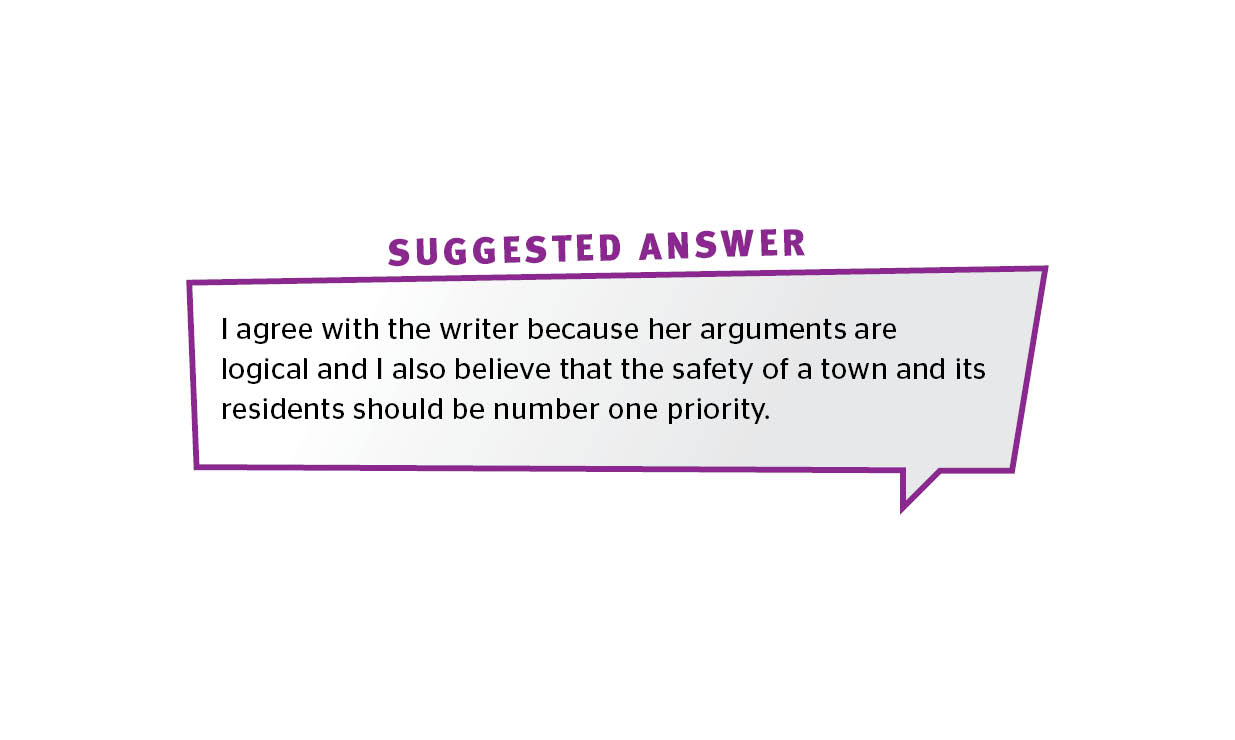 SUGGESTED ANSWER
I agree with the writer because her arguments are
logical and I also believe that the safety of a town and its
residents should be number one priority.